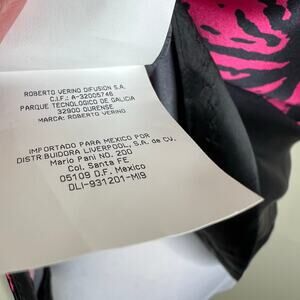 ROBERTO VERINO DIFUSION S.A.
C.I.F.: A-32005746
PARQUE TECNOLOGICO DE GALICIA
32900 OURENSE
MARCA: ROBERTO VERINO
IMPORTADO PARA MEXICO POR
DISTRIBUIDORA LIVERPOOL, S.A. de CV.
Mario Pani NO. 200
Col. Santa FE
05109 D.F. Mexico
DLI-931201-MI9